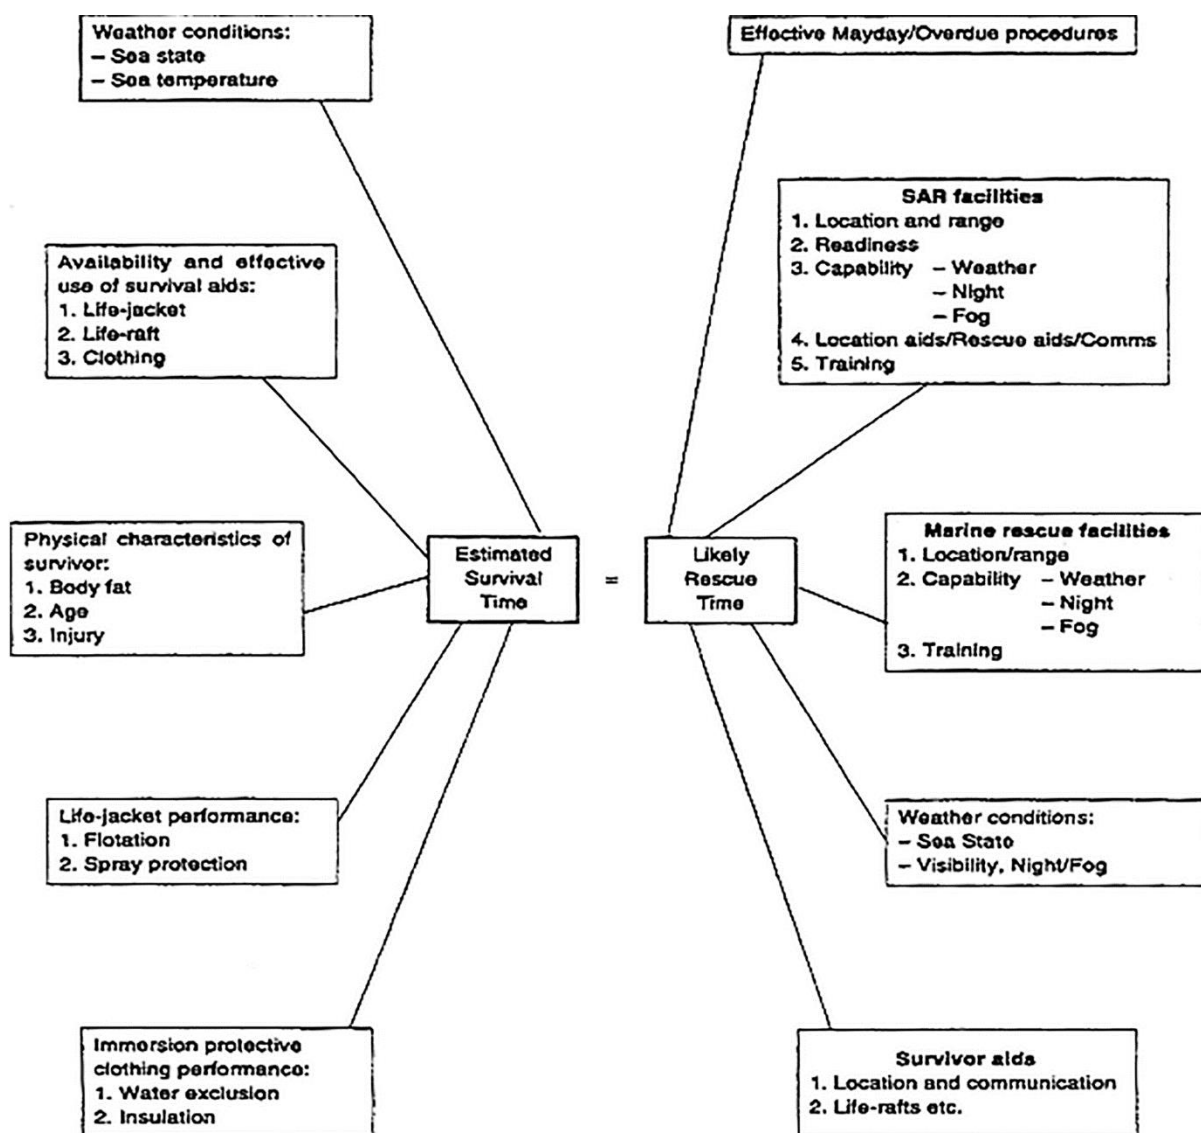 Weather conditions:
– Sea state
– Sea temperature
Availability and effective
use of survival aids:
1. Life-jacket
2. Life-raft
3. Clothing
Physical characteristics of
survivor:
1. Body fat
2. Age
3. Injury
Life-jacket performance:
1. Flotation
2. Spray protection
Immersion protective
clothing performance:
1. Water exclusion
2. Insulation
Estimated
Survival
Time
=
Likely
Rescue
Time
Effective Mayday/Overdue procedures
SAR facilities
1. Location and range
2. Readiness
3. Capability – Weather
– Night
– Fog
4. Location aids/Rescue aids/Comms
5. Training
Marine rescue facilities
1. Location/range
2. Capability – Weather
– Night
– Fog
3. Training
Weather conditions:
– Sea State
– Visibility, Night/Fog
Survivor aids
1. Location and communication
2. Life-rafts etc.